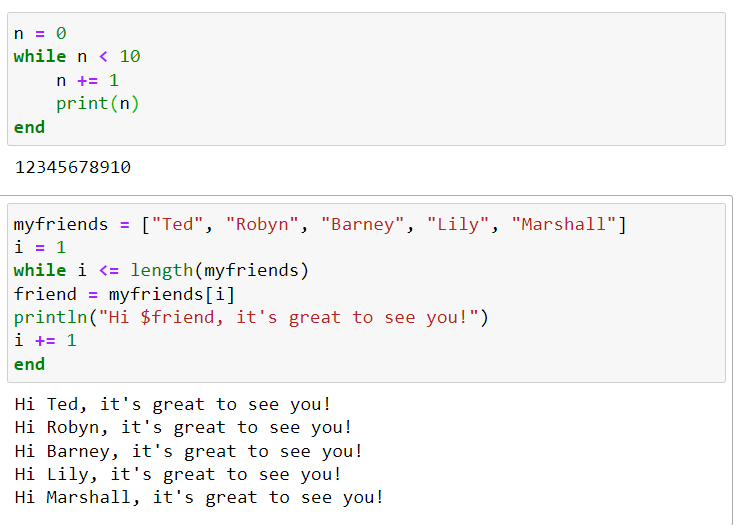 n = 0
while n < 10
    n += 1
    print(n)
end
12345678910
myfriends = ["Ted", "Robyn", "Barney", "Lily", "Marshall"]
i = 1
while i <= length(myfriends)
friend = myfriends[i]
println("Hi $friend, it's great to see you!")
i += 1
end
Hi Ted, it's great to see you!
Hi Robyn, it's great to see you!
Hi Barney, it's great to see you!
Hi Lily, it's great to see you!
Hi Marshall, it's great to see you!